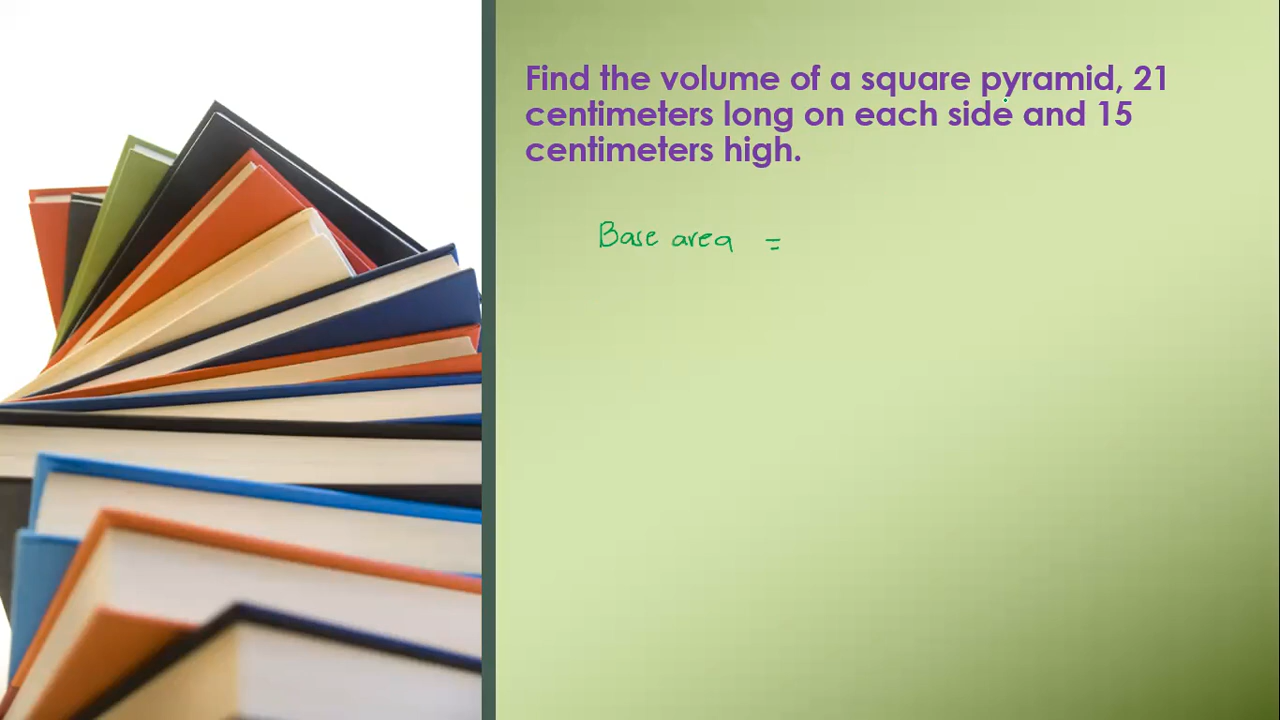 Find the volume of a square pyramid, 21
centimeters long on each side and 15
centimeters high.
Base area =